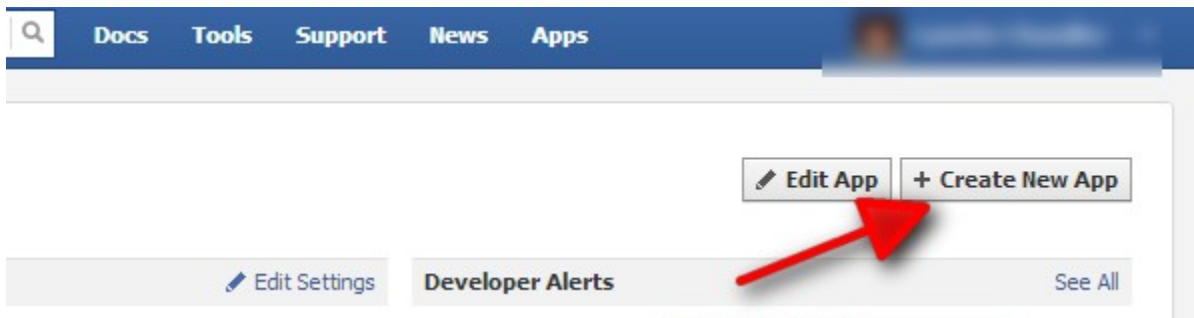 Docs Tools Support News Apps
Edit App + Create New App
Edit Settings Developer Alerts See All